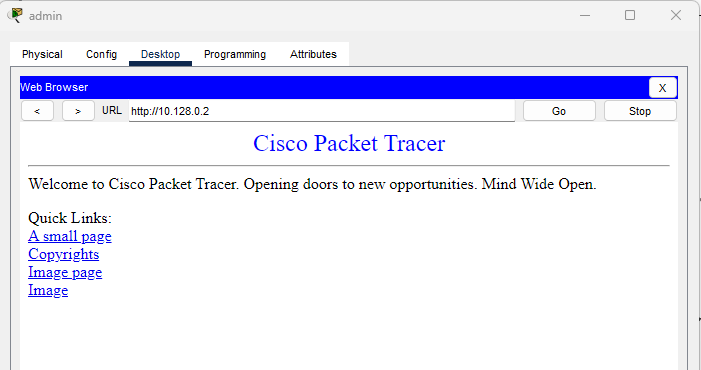 admin
Physical Config Desktop Programming Attributes
Web Browser X
< > URL http://10.128.0.2 Go Stop
Cisco Packet Tracer
Welcome to Cisco Packet Tracer. Opening doors to new opportunities. Mind Wide Open.
Quick Links:
A small page
Copyrights
Image page
Image